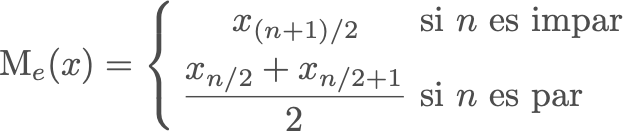 Mₑ(x) = { x₍ₙ₊₁₎/₂ si n es impar
(xₙ/₂ + xₙ/₂₊₁)/2 si n es par